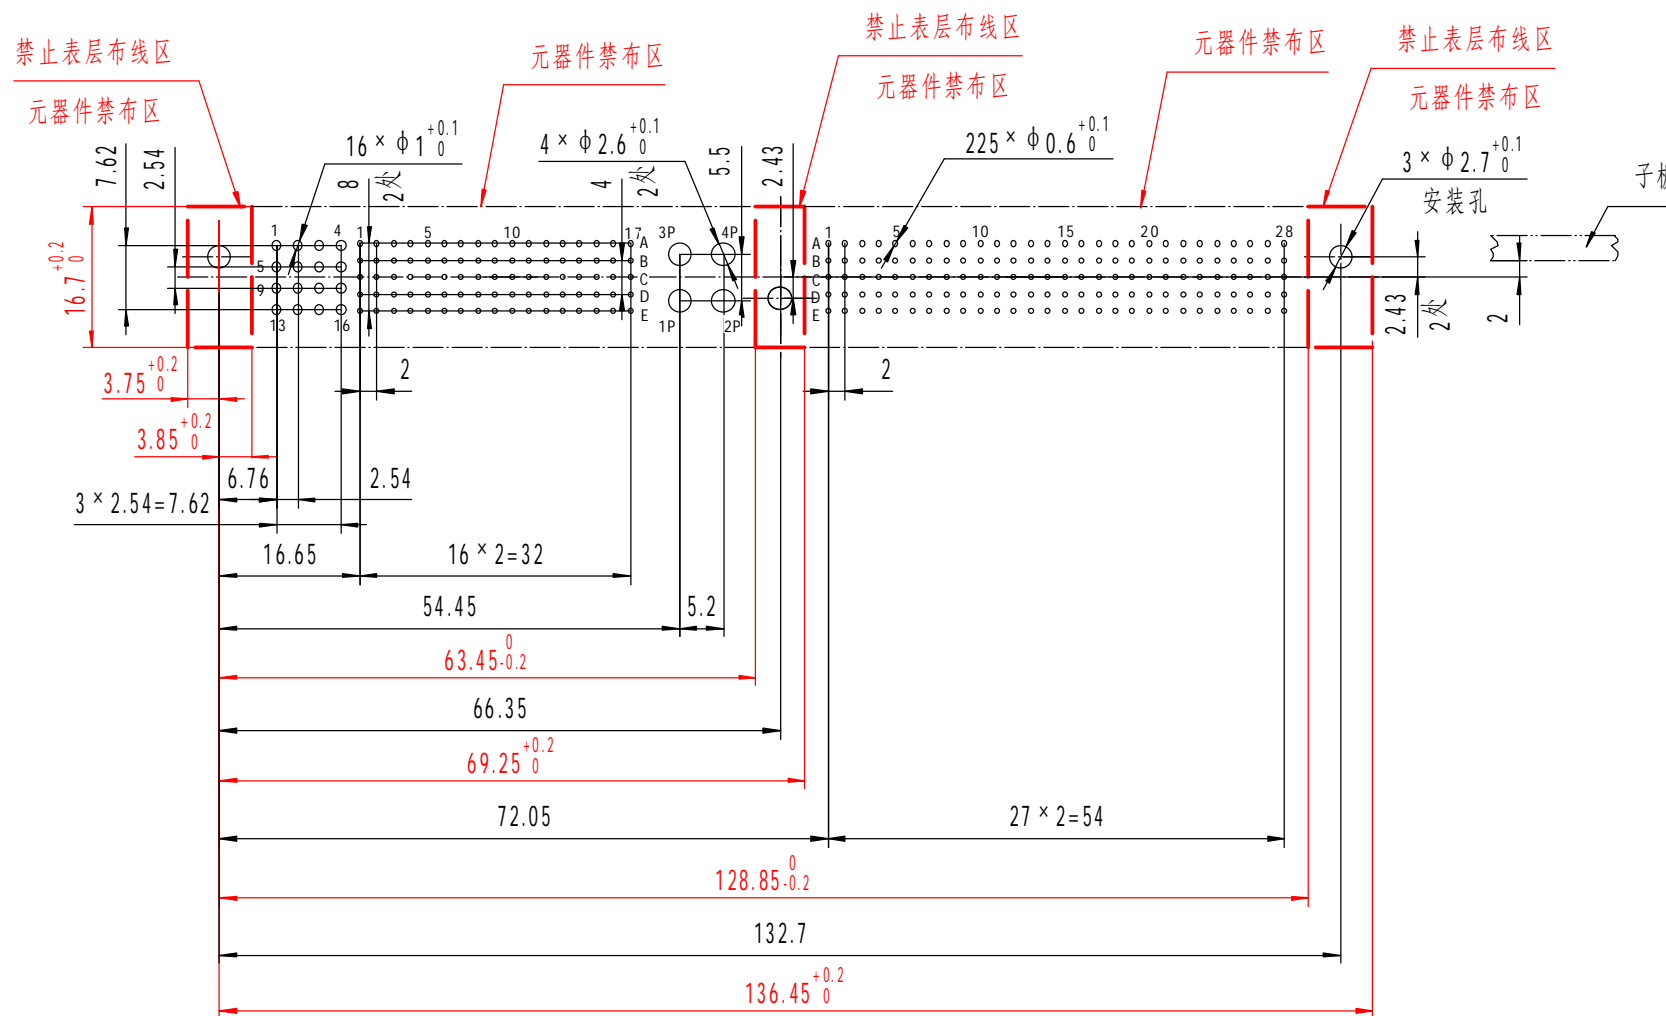 禁止表层布线区
元器件禁布区
元器件禁布区
禁止表层布线区
元器件禁布区
元器件禁布区
禁止表层布线区
元器件禁布区
7.62
2.54
16 × ϕ1 +0.1 0
8
2处
4 × ϕ2.6 +0.1 0
4
2处
5.5
2.43
225 × ϕ0.6 +0.1 0
3 × ϕ2.7 +0.1 0
安装孔
16.7 +0.2 0
1 4
5
9
13 16
1 5 10 17
A
B
C
D
E
3P 4P
1P 2P
1 5 10 15 20 28
A
B
C
D
E
2.43
2处
2
3.75 +0.2 0
2
2
3.85 +0.2 0
6.76
2.54
3 × 2.54=7.62
16.65
16 × 2=32
54.45
5.2
63.45 0 -0.2
66.35
69.25 +0.2 0
72.05
27 × 2=54
128.85 0 -0.2
132.7
136.45 +0.2 0